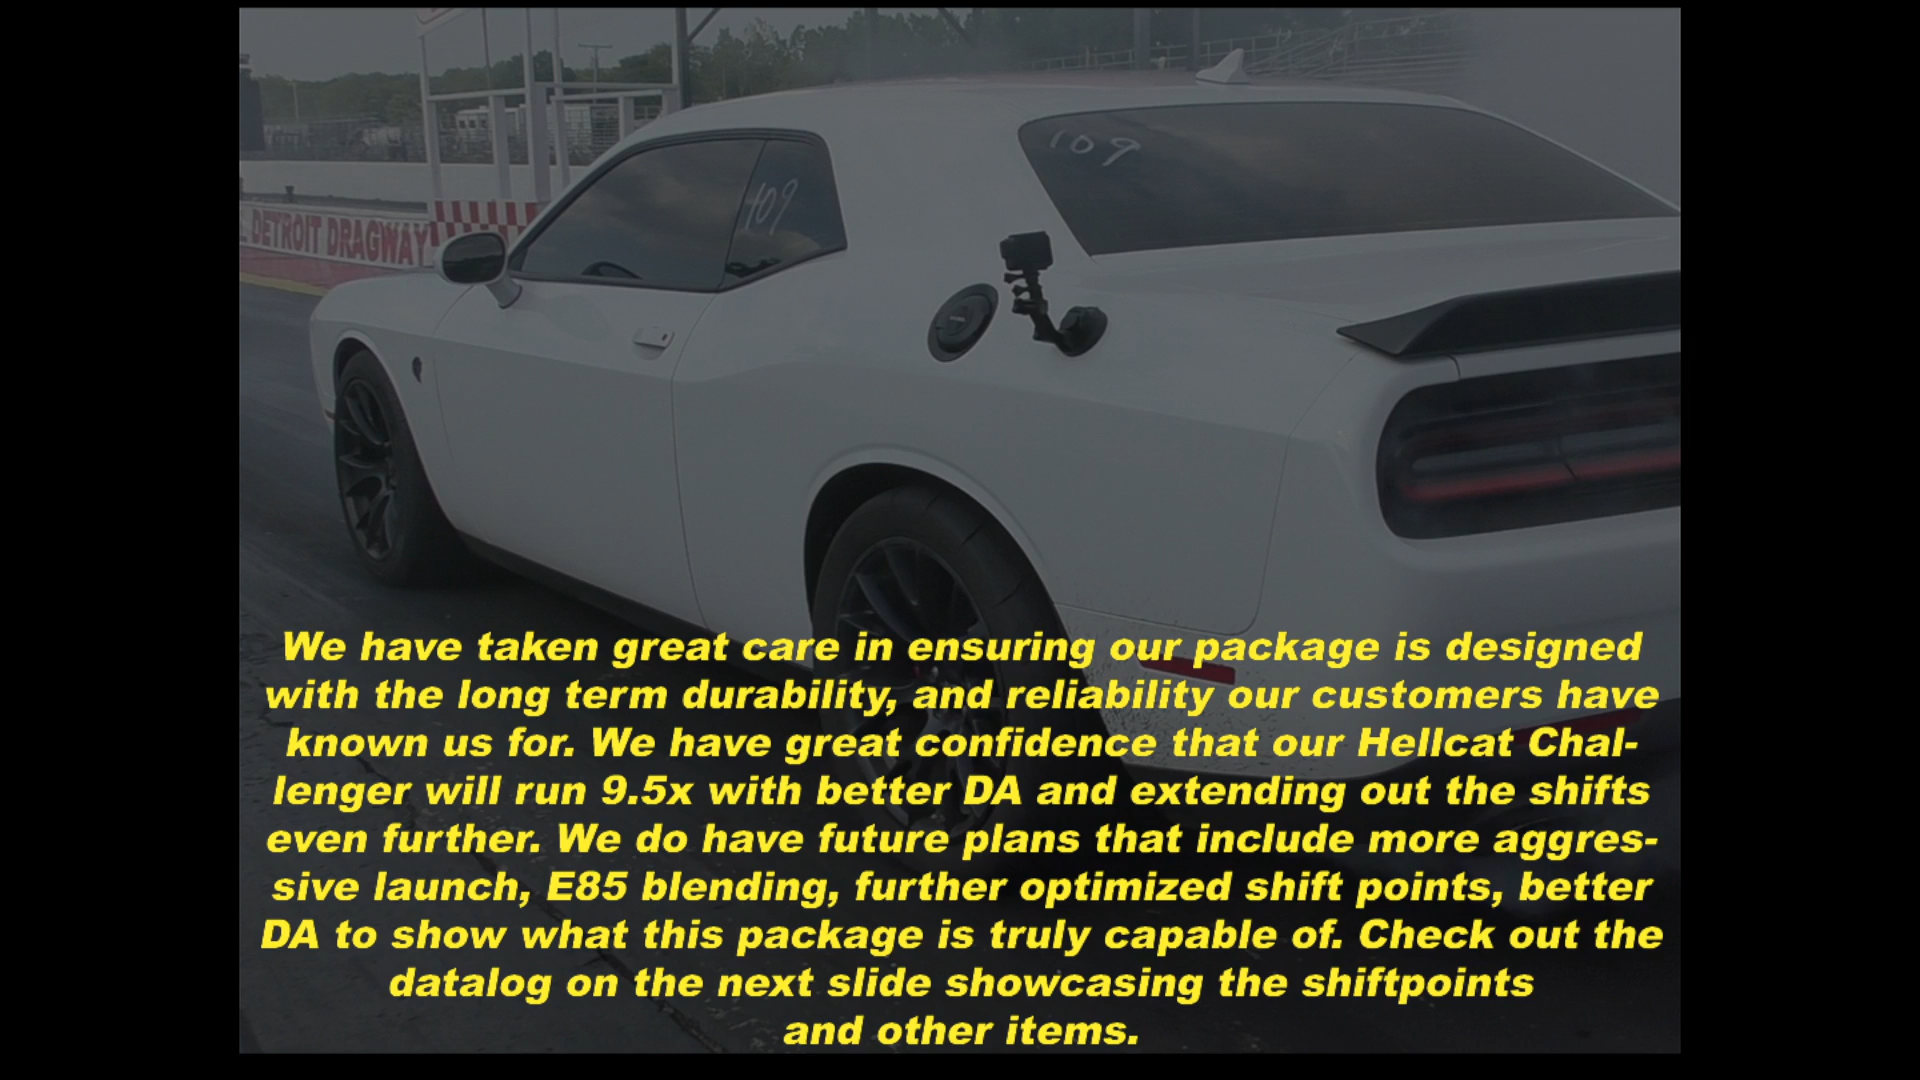 DETROIT DRAGWAY
109
109
We have taken great care in ensuring our package is designed
with the long term durability, and reliability our customers have
known us for. We have great confidence that our Hellcat Chal-
lenger will run 9.5x with better DA and extending out the shifts
even further. We do have future plans that include more aggres-
sive launch, E85 blending, further optimized shift points, better
DA to show what this package is truly capable of. Check out the
datalog on the next slide showcasing the shiftpoints
and other items.